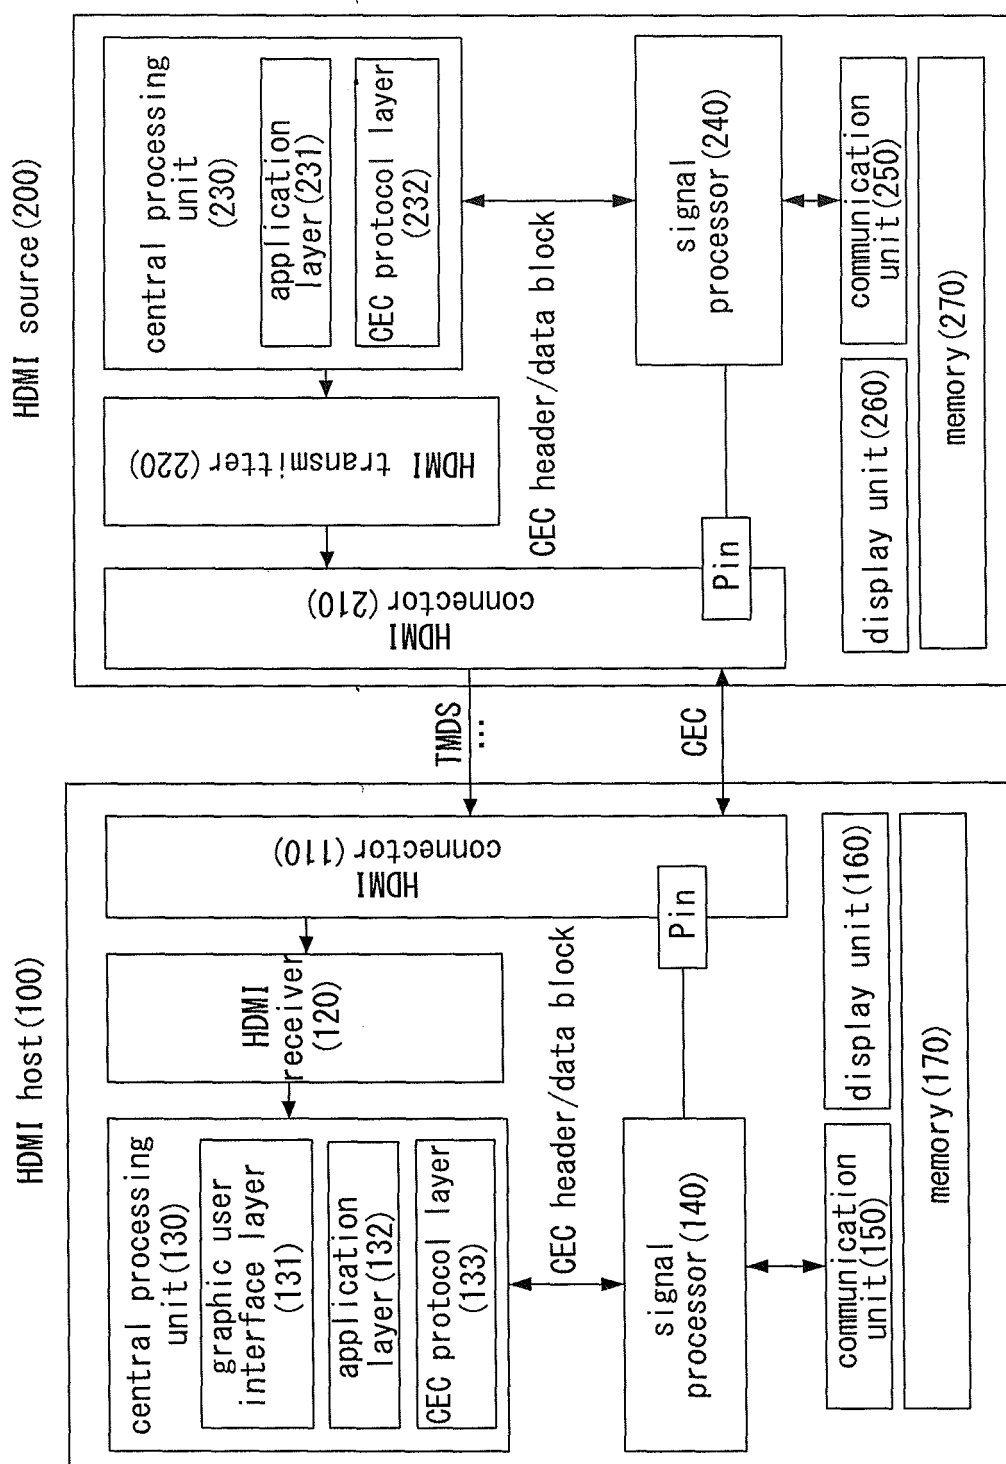 HDMI host(100)
central processing
unit(130)
graphic user
interface layer
(131)
application
layer(132)
CEC protocol layer
(133)
HDMI
receiver
(120)
HDMI
connector(110)
Pin
CEC header/data block
signal
processor(140)
communication
unit(150)
display unit(160)
memory(170)
TMDS
...
CEC
HDMI source(200)
central processing
unit
(230)
application
layer(231)
CEC protocol layer
(232)
HDMI transmitter(220)
HDMI
connector(210)
Pin
CEC header/data block
signal
processor(240)
communication
unit(250)
display unit(260)
memory(270)